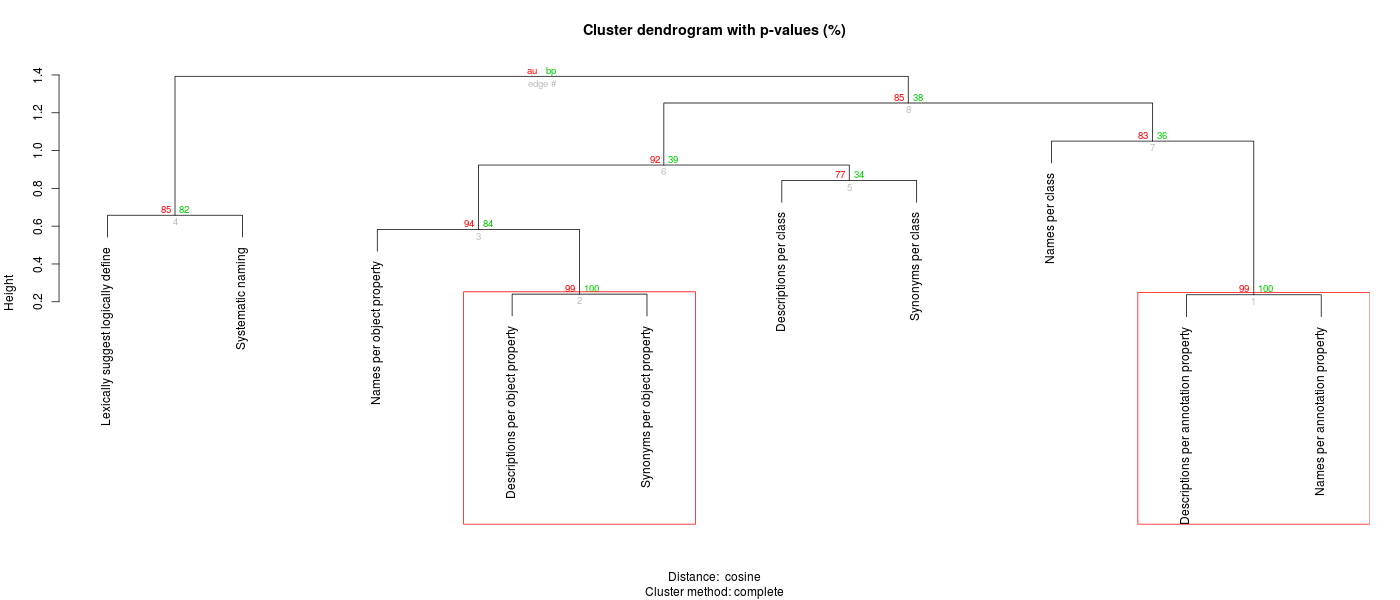 Cluster dendrogram with p-values (%)
Height
1.4
1.2
1.0
0.8
0.6
0.4
0.2
au bp
edge #
85 38
8
83 36
7
92 39
6
77 34
5
85 82
4
94 84
3
99 100
2
99 100
1
Lexically suggest logically define
Systematic naming
Names per object property
Descriptions per object property
Synonyms per object property
Descriptions per class
Synonyms per class
Names per class
Descriptions per annotation property
Names per annotation property
Distance: cosine
Cluster method: complete